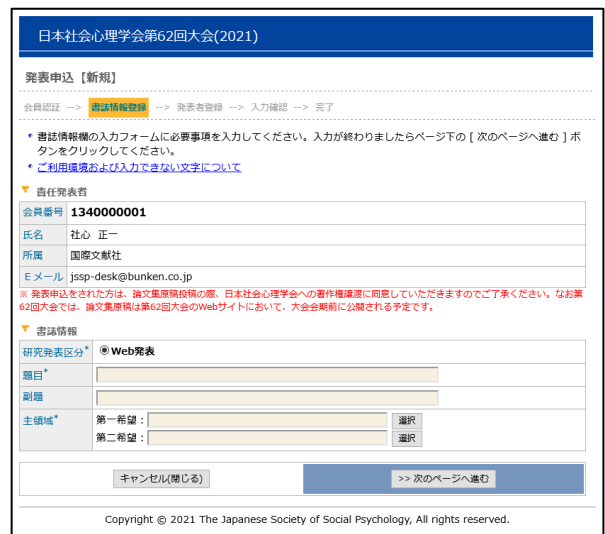 日本社会心理学会第62回大会(2021)
発表申込【新規】
会員認証 --> 書誌情報登録 --> 発表者登録 --> 入力確認 --> 完了
書誌情報欄の入力フォームに必要事項を入力してください。入力が終わりましたらページ下の [ 次のページへ進む ] ボ
タンをクリックしてください。
ご利用環境および入力できない文字について
責任発表者
会員番号 1340000001
氏名 社心 正一
所属 国際文献社
Eメール jssp-desk@bunken.co.jp
※ 発表申込をされた方は、論文集原稿投稿の際、日本社会心理学会への著作権譲渡に同意していただきますのでご了承ください。なお第
62回大会では、論文集原稿は第62回大会のWebサイトにおいて、大会会期前に公開される予定です。
書誌情報
研究発表区分* Web発表
題目*
副題
主領域* 第一希望： 選択
第二希望： 選択
キャンセル(閉じる) >> 次のページへ進む
Copyright © 2021 The Japanese Society of Social Psychology, All rights reserved.